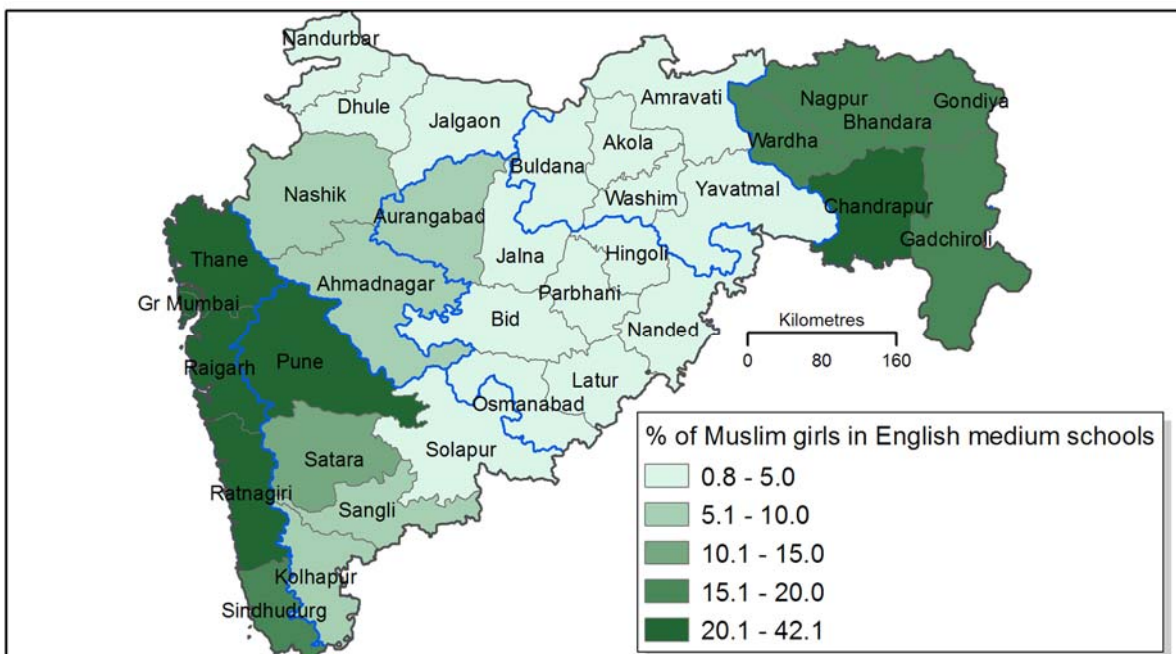 Nandurbar
Dhule
Jalgaon
Amravati
Nagpur
Gondiya
Bhandara
Akola
Wardha
Buldana
Nashik
Washim
Yavatmal
Aurangabad
Chandrapur
Gadchiroli
Jalna
Hingoli
Thane
Ahmadnagar
Parbhani
Gr Mumbai
Bid
Nanded
Kilometres
0 80 160
Raigarh
Pune
Latur
Osmanabad
Solapur
Satara
Ratnagiri
Sangli
Kolhapur
Sindhudurg
% of Muslim girls in English medium schools
0.8 - 5.0
5.1 - 10.0
10.1 - 15.0
15.1 - 20.0
20.1 - 42.1